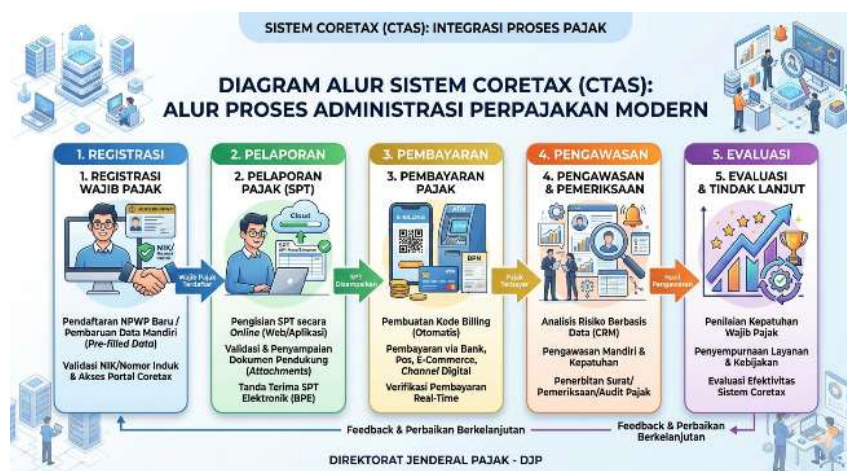 SISTEM CORETAX (CTAS): INTEGRASI PROSES PAJAK
DIAGRAM ALUR SISTEM CORETAX (CTAS):
ALUR PROSES ADMINISTRASI PERPAJAKAN MODERN
1. REGISTRASI
1. REGISTRASI
WAJIB PAJAK
NIK/
Pendaftaran NPWP Baru /
Pembaruan Data Mandiri
(Pre-filled Data)
Validasi NIK/Nomor Induk
& Akses Portal Coretax
Wajib Pajak
Terdaftar
2. PELAPORAN
2. PELAPORAN
PAJAK (SPT)
Cloud
Pengisian SPT secara
Online (Web/Aplikasi)
Validasi & Penyampaian
Dokumen Pendukung
(Attachments)
Tanda Terima SPT
Elektronik (BPE)
SPT
Disampaikan
3. PEMBAYARAN
3. PEMBAYARAN
PAJAK
E-BILLING
ATM
BPN
Pembuatan Kode Billing
(Otomatis)
Pembayaran via Bank,
Pos, E-Commerce,
Channel Digital
Verifikasi Pembayaran
Real-Time
Pajak
Terbayar
4. PENGAWASAN
4. PENGAWASAN
& PEMERIKSAAN
Analisis Risiko Berbasis
Data (CRM)
Pengawasan Mandiri &
Kepatuhan
Penerbitan Surat/
Pemeriksaan/Audit Pajak
Hasil
Pengawasan
5. EVALUASI
5. EVALUASI
& TINDAK LANJUT
Penilaian Kepatuhan
Wajib Pajak
Penyempurnaan Layanan
& Kebijakan
Evaluasi Efektivitas
Sistem Coretax
Feedback & Perbaikan Berkelanjutan
Feedback & Perbaikan
Berkelanjutan
DIREKTORAT JENDERAL PAJAK - DJP